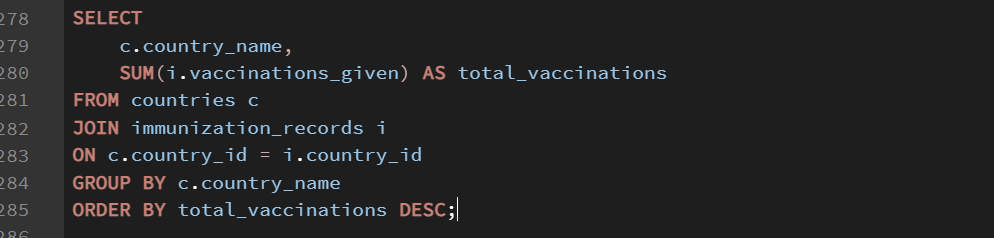 278 SELECT
279     c.country_name,
280     SUM(i.vaccinations_given) AS total_vaccinations
281 FROM countries c
282 JOIN immunization_records i
283 ON c.country_id = i.country_id
284 GROUP BY c.country_name
285 ORDER BY total_vaccinations DESC;
286